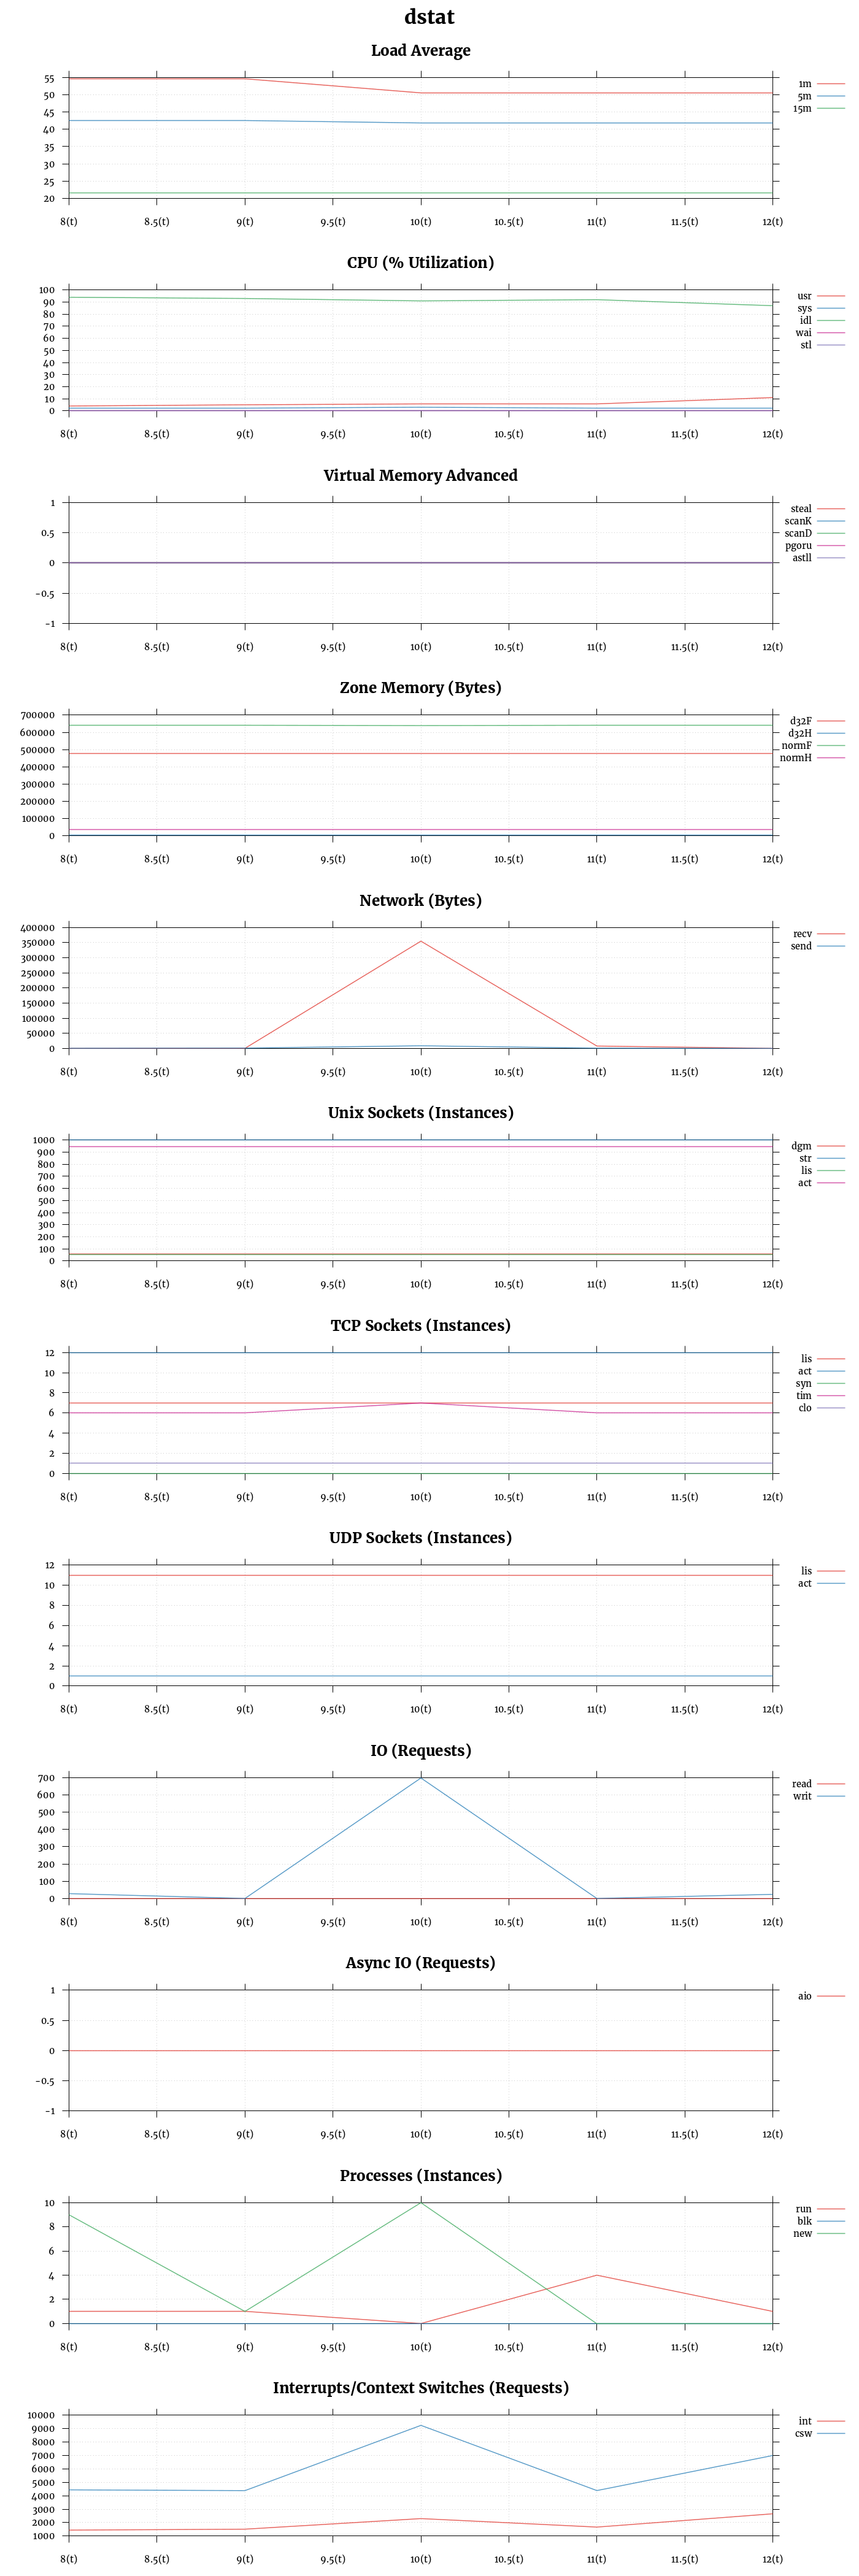 dstat
Load Average
55
50
45
40
35
30
25
20
8(t) 8.5(t) 9(t) 9.5(t) 10(t) 10.5(t) 11(t) 11.5(t) 12(t)
1m
5m
15m
CPU (% Utilization)
100
90
80
70
60
50
40
30
20
10
0
8(t) 8.5(t) 9(t) 9.5(t) 10(t) 10.5(t) 11(t) 11.5(t) 12(t)
usr
sys
idl
wai
stl
Virtual Memory Advanced
1
0.5
0
-0.5
-1
8(t) 8.5(t) 9(t) 9.5(t) 10(t) 10.5(t) 11(t) 11.5(t) 12(t)
steal
scanK
scanD
pgoru
astll
Zone Memory (Bytes)
700000
600000
500000
400000
300000
200000
100000
0
8(t) 8.5(t) 9(t) 9.5(t) 10(t) 10.5(t) 11(t) 11.5(t) 12(t)
d32F
d32H
normF
normH
Network (Bytes)
400000
350000
300000
250000
200000
150000
100000
50000
0
8(t) 8.5(t) 9(t) 9.5(t) 10(t) 10.5(t) 11(t) 11.5(t) 12(t)
recv
send
Unix Sockets (Instances)
1000
900
800
700
600
500
400
300
200
100
0
8(t) 8.5(t) 9(t) 9.5(t) 10(t) 10.5(t) 11(t) 11.5(t) 12(t)
dgm
str
lis
act
TCP Sockets (Instances)
12
10
8
6
4
2
0
8(t) 8.5(t) 9(t) 9.5(t) 10(t) 10.5(t) 11(t) 11.5(t) 12(t)
lis
act
syn
tim
clo
UDP Sockets (Instances)
12
10
8
6
4
2
0
8(t) 8.5(t) 9(t) 9.5(t) 10(t) 10.5(t) 11(t) 11.5(t) 12(t)
lis
act
IO (Requests)
700
600
500
400
300
200
100
0
8(t) 8.5(t) 9(t) 9.5(t) 10(t) 10.5(t) 11(t) 11.5(t) 12(t)
read
writ
Async IO (Requests)
1
0.5
0
-0.5
-1
8(t) 8.5(t) 9(t) 9.5(t) 10(t) 10.5(t) 11(t) 11.5(t) 12(t)
aio
Processes (Instances)
10
8
6
4
2
0
8(t) 8.5(t) 9(t) 9.5(t) 10(t) 10.5(t) 11(t) 11.5(t) 12(t)
run
blk
new
Interrupts/Context Switches (Requests)
10000
9000
8000
7000
6000
5000
4000
3000
2000
1000
8(t) 8.5(t) 9(t) 9.5(t) 10(t) 10.5(t) 11(t) 11.5(t) 12(t)
int
csw